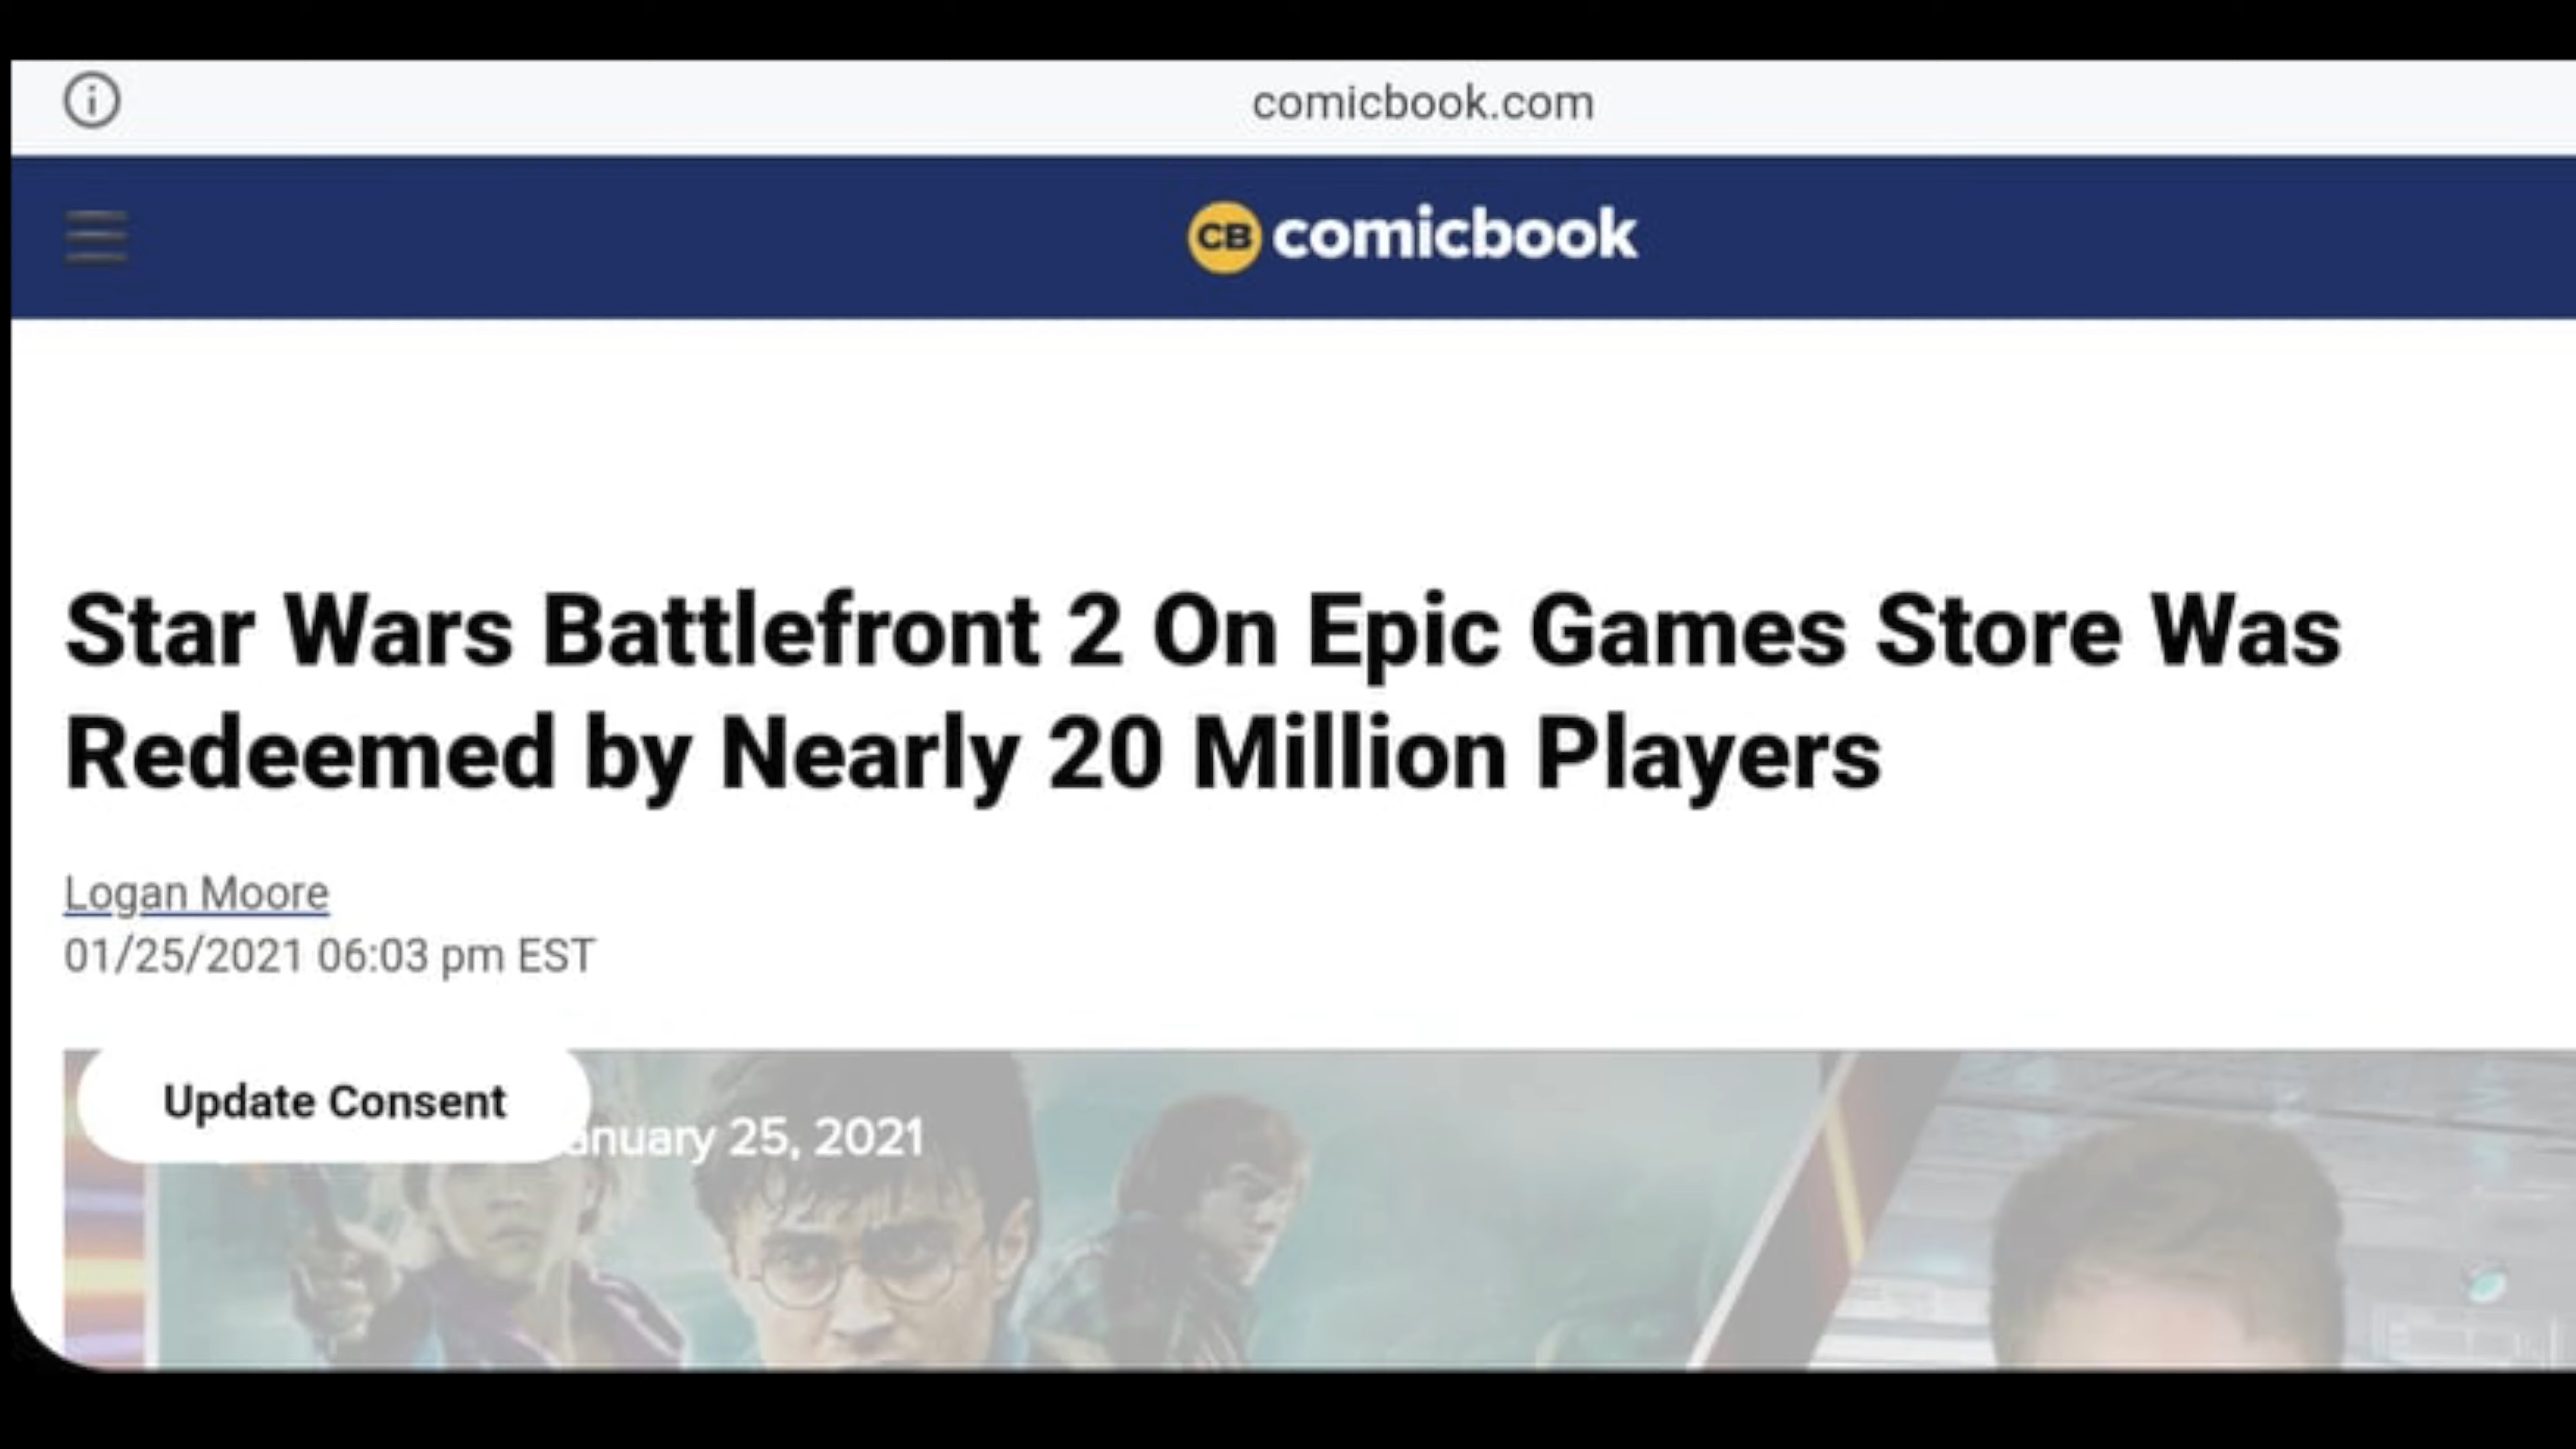 comicbook.com
CB comicbook
Star Wars Battlefront 2 On Epic Games Store Was
Redeemed by Nearly 20 Million Players
Logan Moore
01/25/2021 06:03 pm EST
Update Consent
anuary 25, 2021